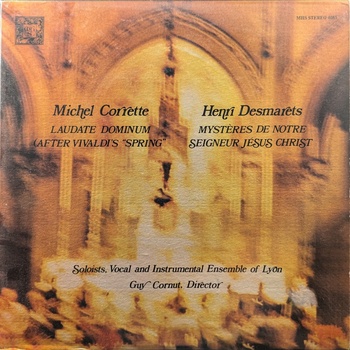 Michel Corrette
LAUDATE DOMINUM
(AFTER VIVALDI'S "SPRING"
Henri Desmarets
MYSTÈRES DE NOTRE
SEIGNEUR JESUS CHRIST
Soloists, Vocal and Instrumental Ensemble of Lyon
Guy Cornut, Director